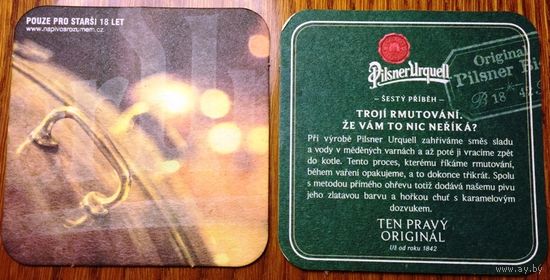 POUZE PRO STARŠÍ 18 LET
www.napivosrozumem.cz
Pilsner Urquell
Original
Pilsner Bi
B 18 * 42
– ŠESTÝ PŘÍBĚH –
TROJÍ RMUTOVÁNÍ.
ŽE VÁM TO NIC NEŘÍKÁ?
Při výrobě Pilsner Urquell zahříváme směs sladu
a vody v měděných varnách a až poté ji vracíme zpět
do kotle. Tento proces, kterému říkáme rmutování,
během vaření opakujeme, a to dokonce třikrát. Spolu
s metodou přímého ohřevu totiž dodává našemu pivu
jeho zlatavou barvu a hořkou chuť s karamelovým
dozvukem.
TEN PRAVÝ
ORIGINÁL
Už od roku 1842
www.ay.by